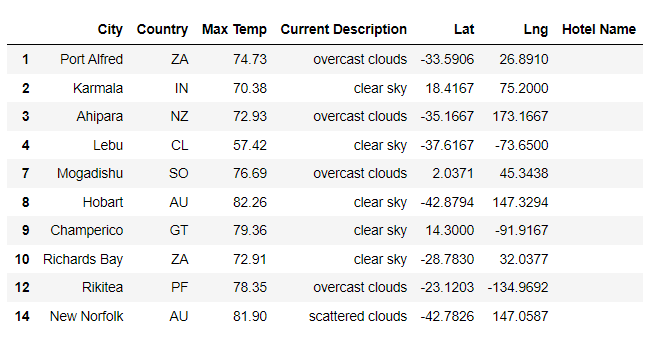 City Country Max Temp Current Description Lat Lng Hotel Name
1 Port Alfred ZA 74.73 overcast clouds -33.5906 26.8910
2 Karmala IN 70.38 clear sky 18.4167 75.2000
3 Ahipara NZ 72.93 overcast clouds -35.1667 173.1667
4 Lebu CL 57.42 clear sky -37.6167 -73.6500
7 Mogadishu SO 76.69 overcast clouds 2.0371 45.3438
8 Hobart AU 82.26 clear sky -42.8794 147.3294
9 Champerico GT 79.36 clear sky 14.3000 -91.9167
10 Richards Bay ZA 72.91 clear sky -28.7830 32.0377
12 Rikitea PF 78.35 overcast clouds -23.1203 -134.9692
14 New Norfolk AU 81.90 scattered clouds -42.7826 147.0587